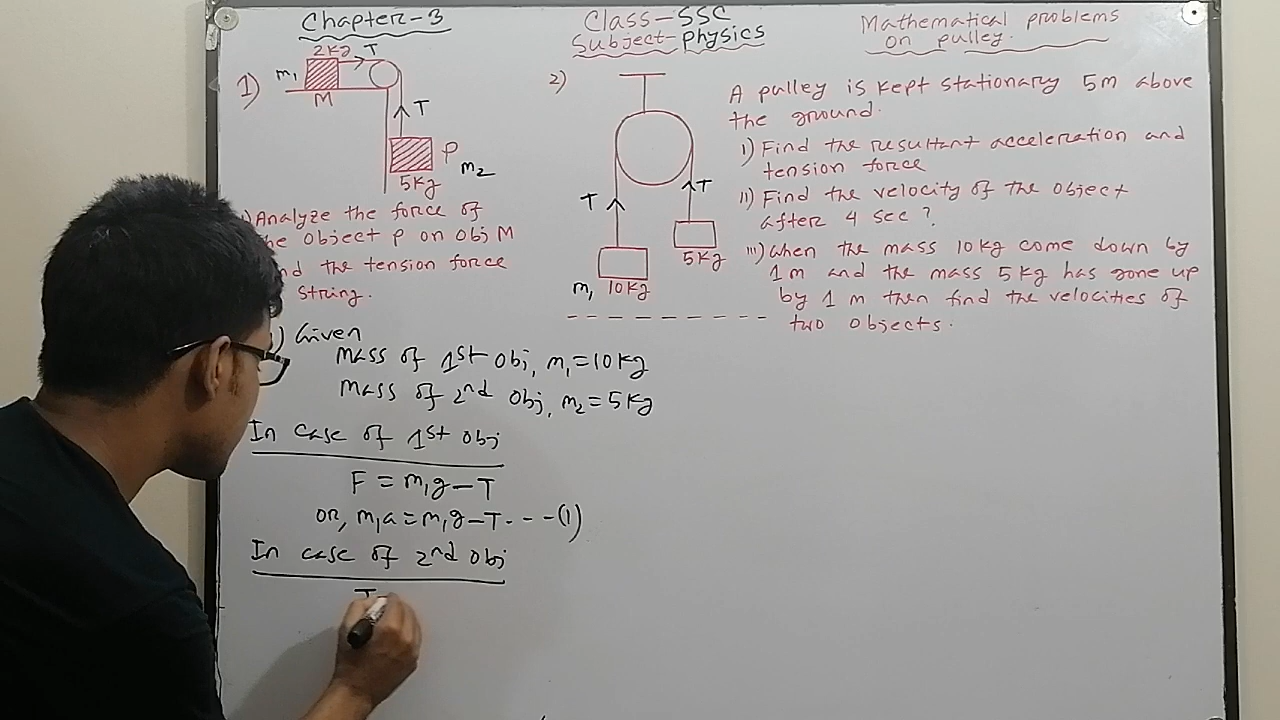 Chapter-3
Class-SSC
Subject-Physics
Mathematical problems
on pulley.
1)
2Kg T
m1
M
T
P
m2
5Kg
Analyze the force of
the object P on obj M
the tension force
string.
2)
T
T
5Kg
m, 10Kg
A pulley is kept stationary 5m above
the ground.
i) Find the resultant acceleration and
tension force
ii) Find the velocity of the object
after 4 sec?
iii) when the mass 10kg come down by
1m and the mass 5Kg has gone up
by 1m then find the velocities of
two objects.
) Given
Mass of 1st obj, m1=10kg
Mass of 2nd obj, m2=5Kg
In case of 1st obj
F = m1g-T
or, m1a=m1g-T---(1)
In case of 2nd obj
T